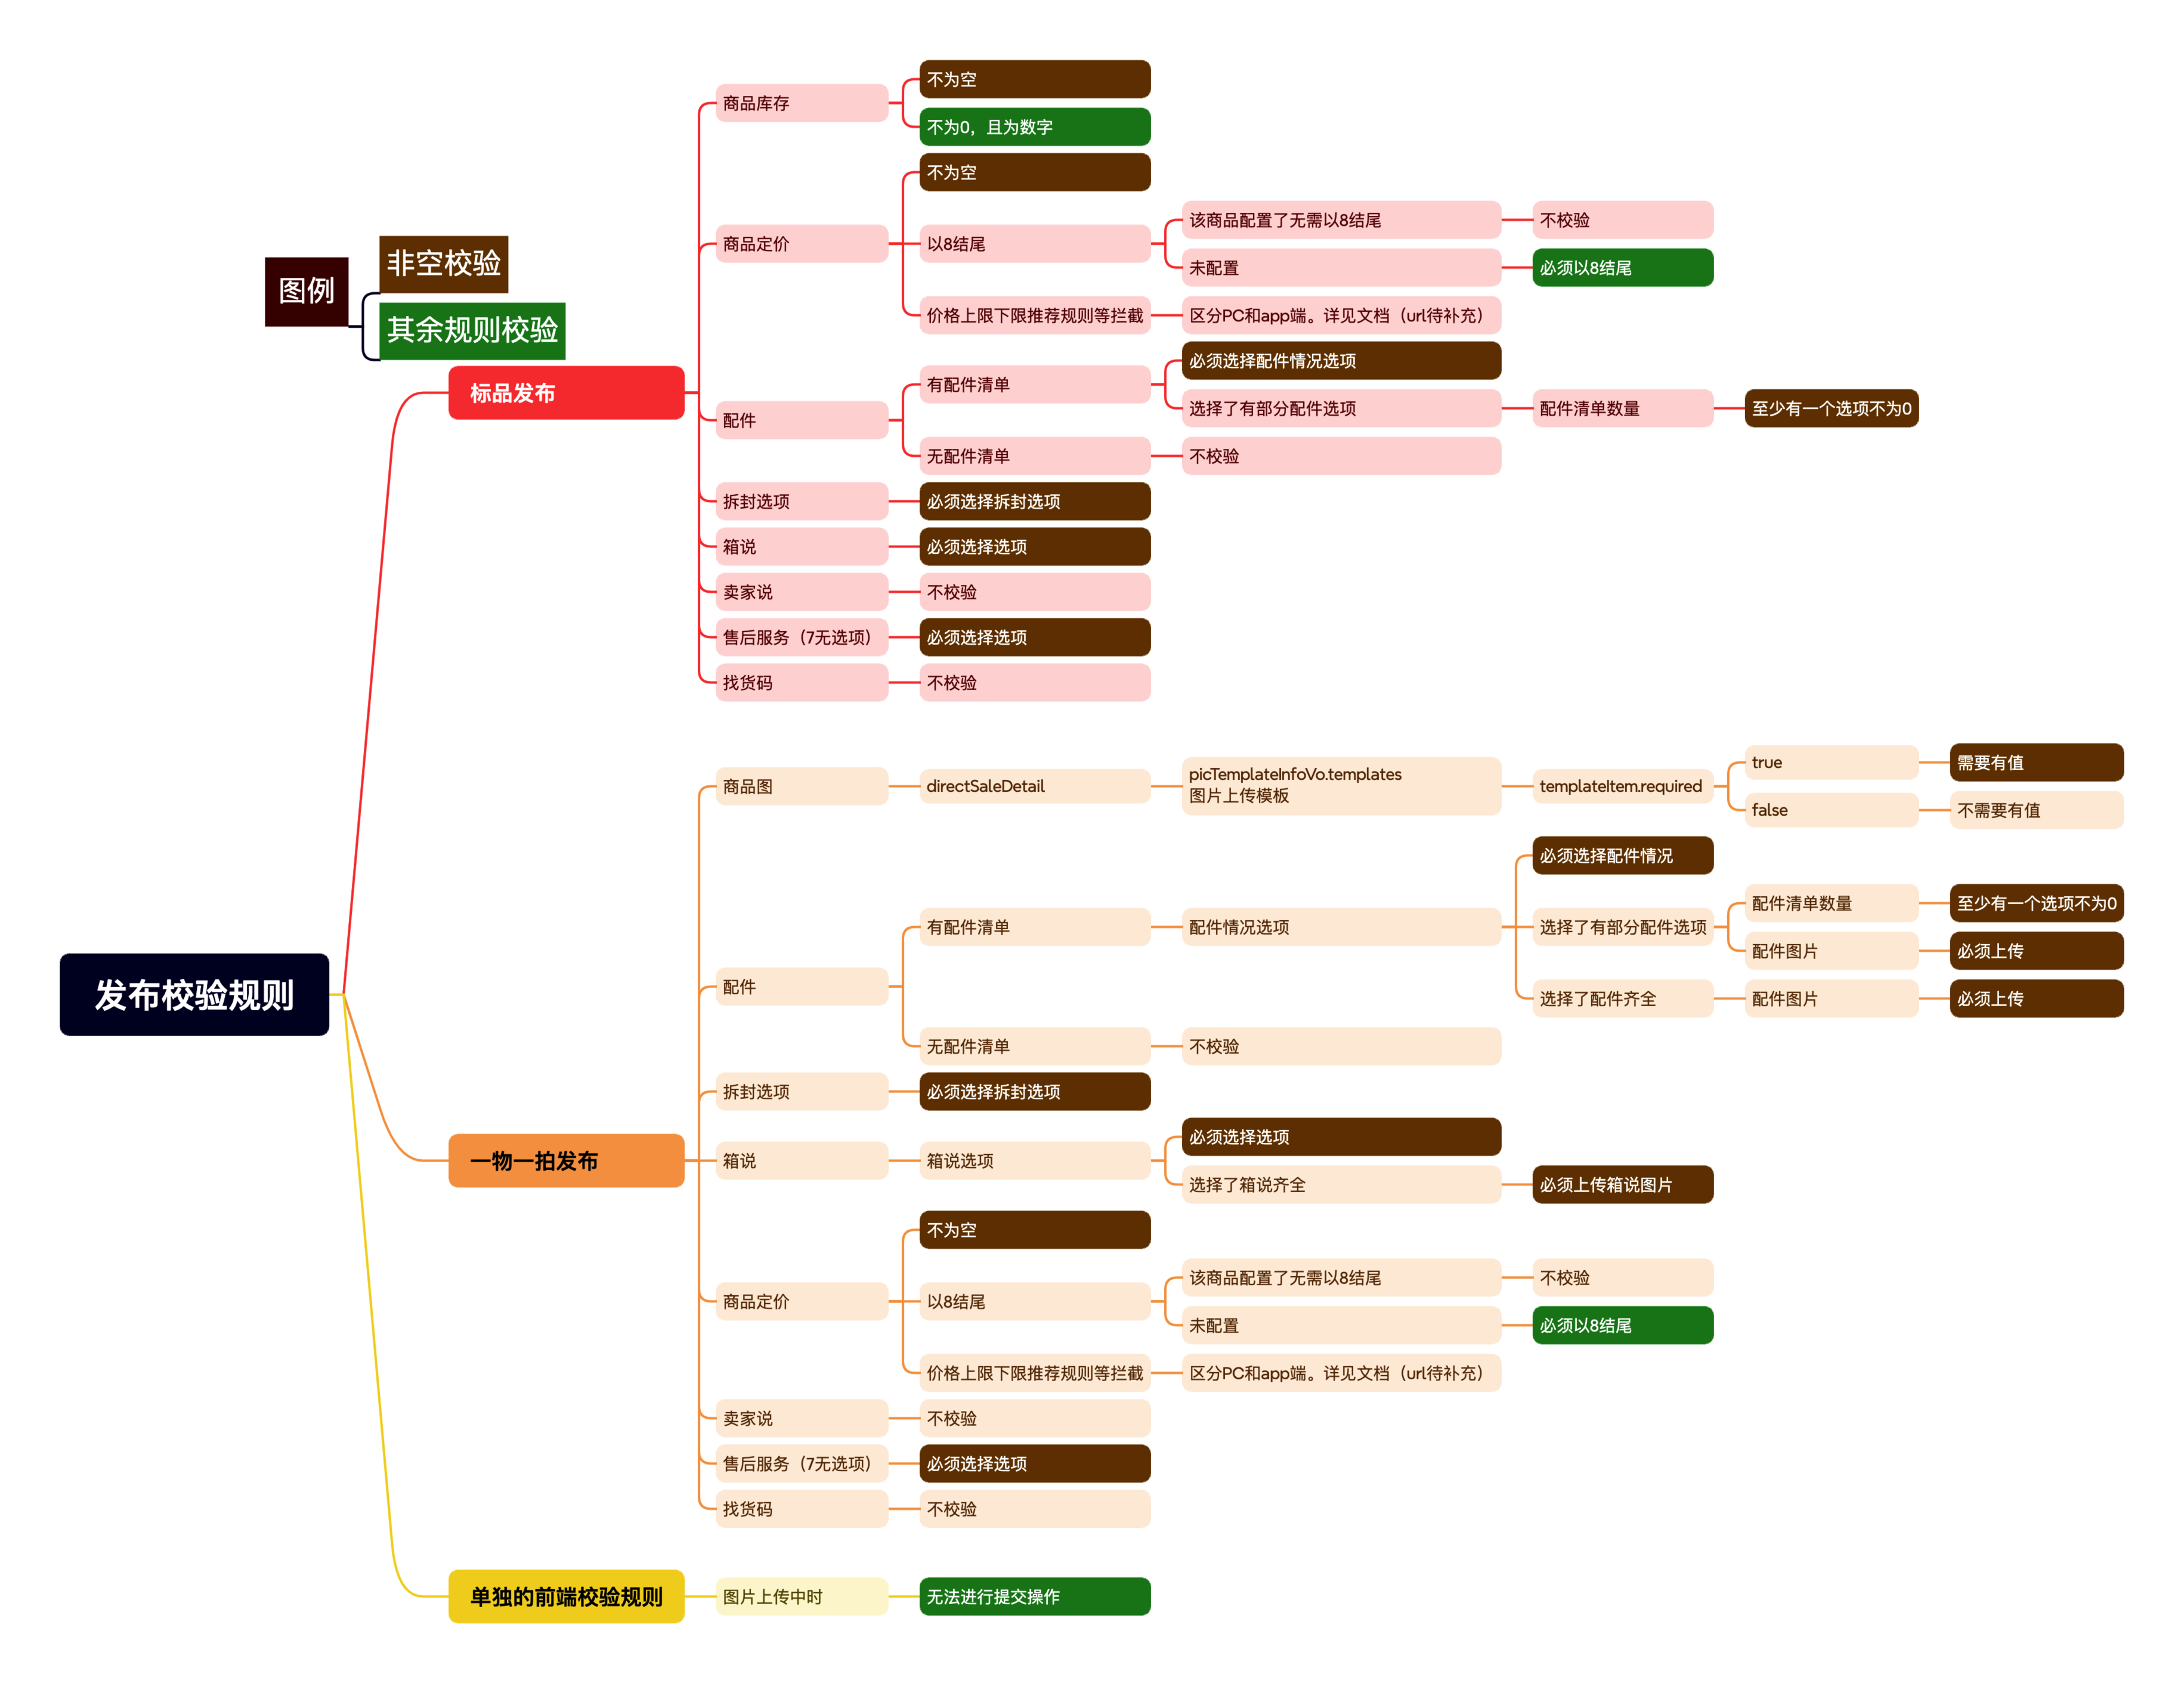 图例
非空校验
其余规则校验
发布校验规则
标品发布
商品库存
不为空
不为0，且为数字
商品定价
不为空
以8结尾
该商品配置了无需以8结尾
不校验
未配置
必须以8结尾
价格上限下限推荐规则等拦截
区分PC和app端。详见文档（url待补充）
配件
有配件清单
必须选择配件情况选项
选择了有部分配件选项
配件清单数量
至少有一个选项不为0
无配件清单
不校验
拆封选项
必须选择拆封选项
箱说
必须选择选项
卖家说
不校验
售后服务（7无选项）
必须选择选项
找货码
不校验
一物一拍发布
商品图
directSaleDetail
picTemplateInfoVo.templates
图片上传模板
templateItem.required
true
需要有值
false
不需要有值
配件
有配件清单
配件情况选项
必须选择配件情况
选择了有部分配件选项
配件清单数量
至少有一个选项不为0
配件图片
必须上传
选择了配件齐全
配件图片
必须上传
无配件清单
不校验
拆封选项
必须选择拆封选项
箱说
箱说选项
必须选择选项
选择了箱说齐全
必须上传箱说图片
商品定价
不为空
以8结尾
该商品配置了无需以8结尾
不校验
未配置
必须以8结尾
价格上限下限推荐规则等拦截
区分PC和app端。详见文档（url待补充）
卖家说
不校验
售后服务（7无选项）
必须选择选项
找货码
不校验
单独的前端校验规则
图片上传中时
无法进行提交操作